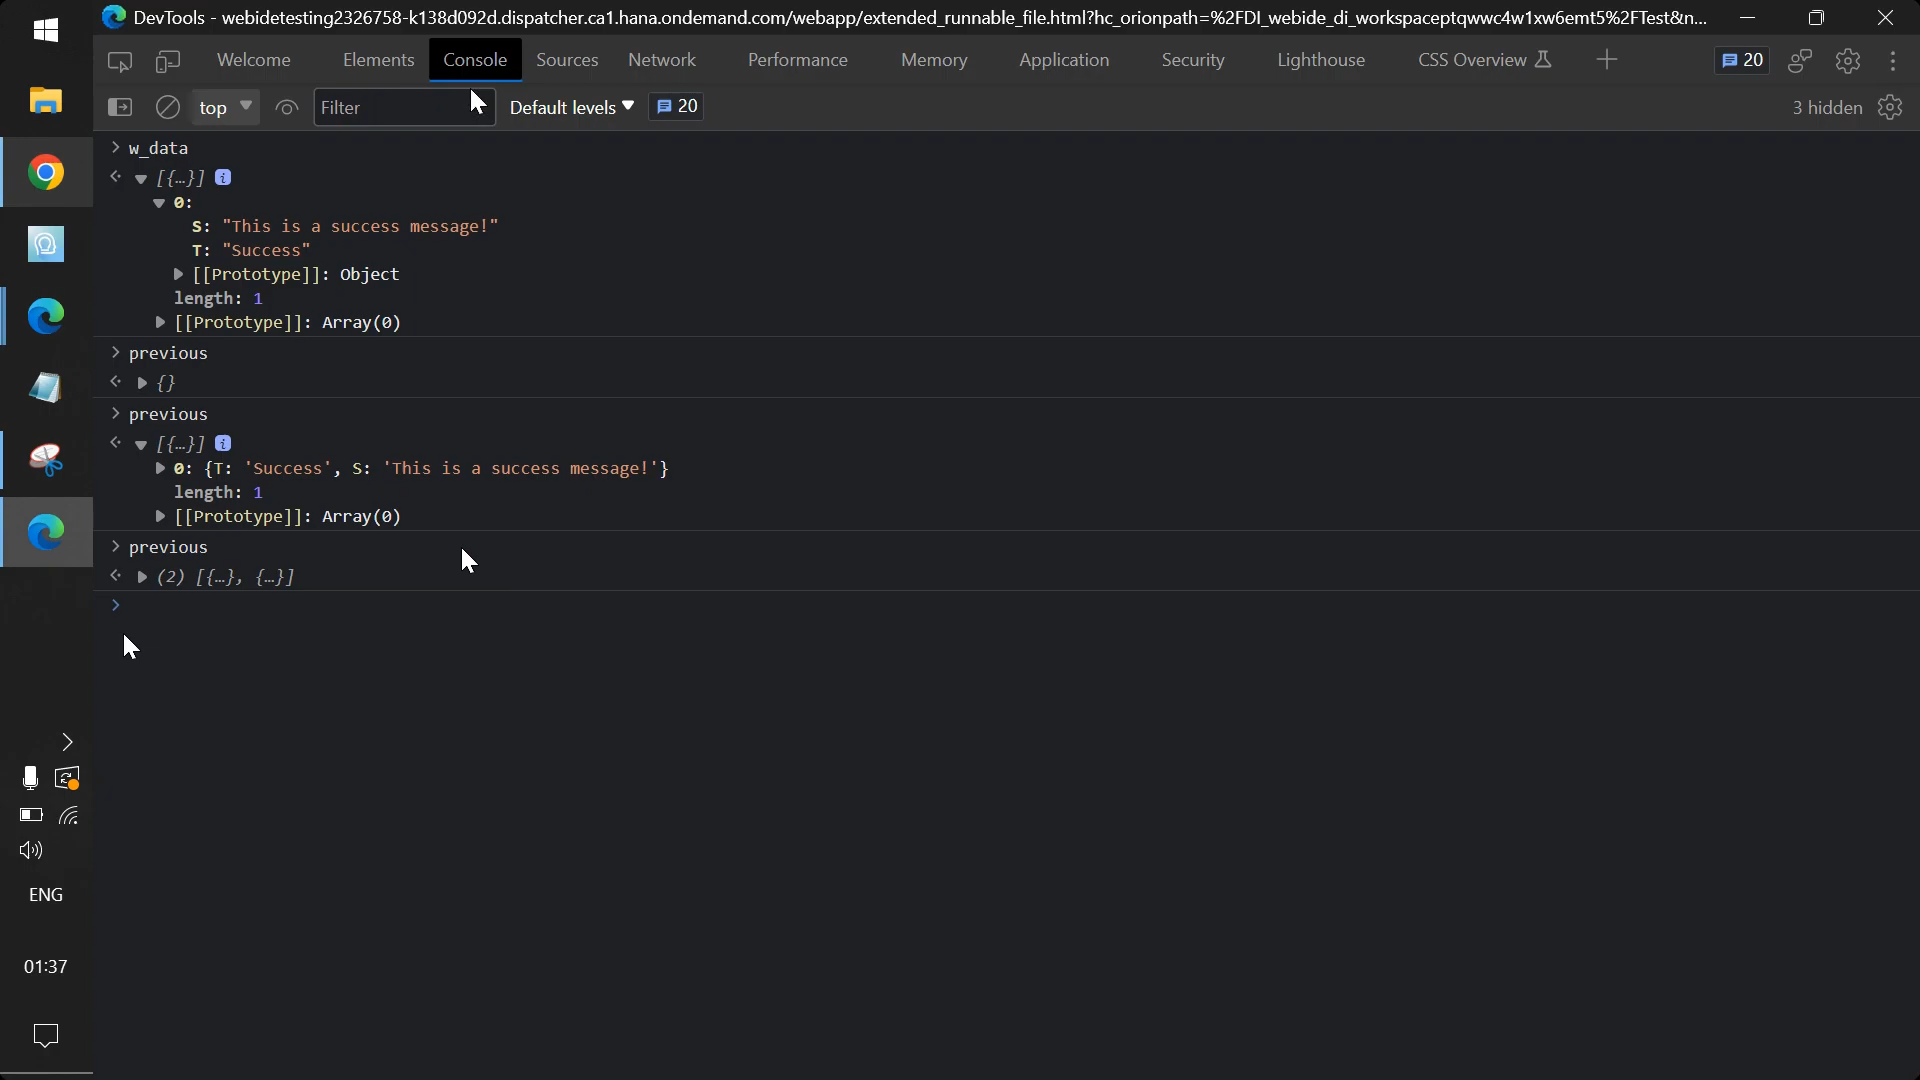 DevTools - webidetesting2326758-k138d092d.dispatcher.ca1.hana.ondemand.com/webapp/extended_runnable_file.html?hc_orionpath=%2FDI_webide_di_workspaceptqwwc4w1xw6emt5%2FTest&n...
Welcome Elements Console Sources Network Performance Memory Application Security Lighthouse CSS Overview 20
top Filter Default levels 20 3 hidden
> w_data
[{…}] i
0:
S: "This is a success message!"
T: "Success"
[[Prototype]]: Object
length: 1
[[Prototype]]: Array(0)
> previous
{}
> previous
[{…}] i
0: {T: 'Success', S: 'This is a success message!'}
length: 1
[[Prototype]]: Array(0)
> previous
(2) [{…}, {…}]
>
ENG
01:37